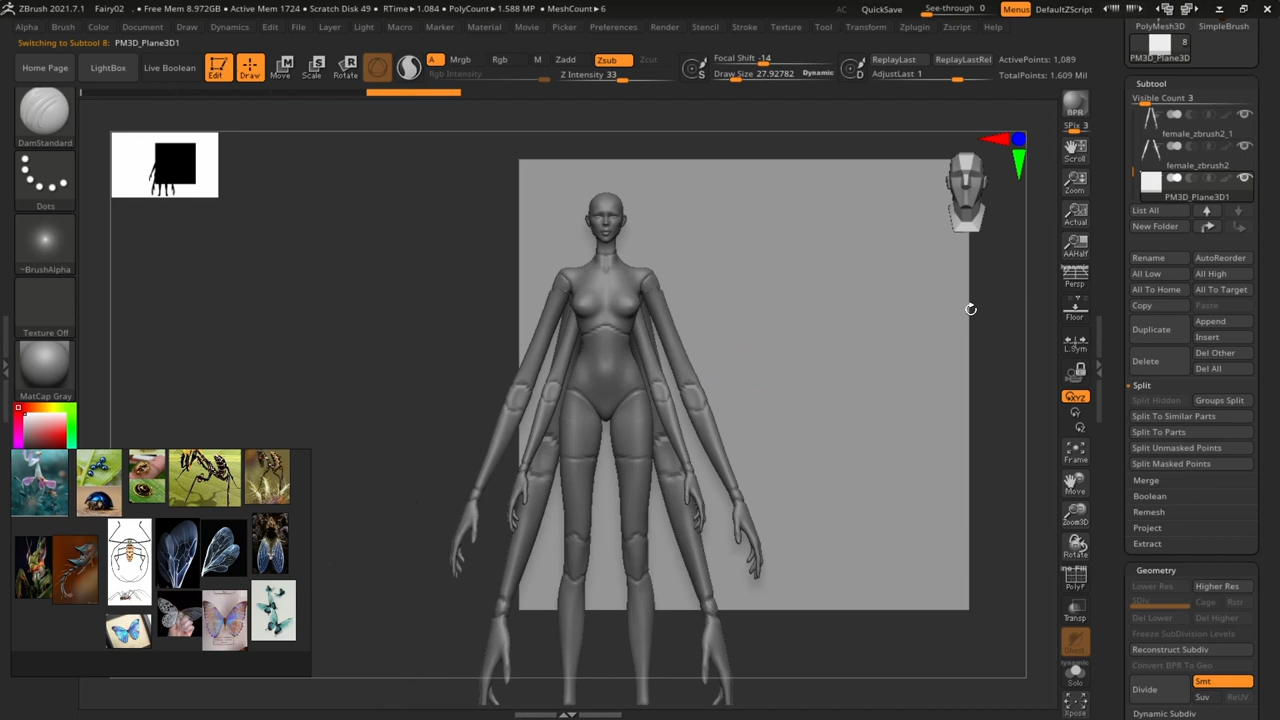 ZBrush 2021.7.1 Fairy02 • Free Mem 8.972GB • Active Mem 1724 • Scratch Disk 49 • RTime▸1.084 • PolyCount▸1.588 MP • MeshCount▸6
AC QuickSave See-through 0 Menus DefaultZScript
Alpha Brush Color Document Draw Dynamics Edit File Layer Light Macro Marker Material Movie Picker Preferences Render Stencil Stroke Texture Tool Transform Zplugin Zscript Help
Switching to Subtool 8: PM3D_Plane3D1
Home Page LightBox Live Boolean Edit Draw Move Scale Rotate
A Mrgb Rgb M Zadd Zsub Zcut
Rgb Intensity Z Intensity 33
S Focal Shift -14
Draw Size 27.92782 Dynamic
D ReplayLast ReplayLastRel
AdjustLast 1
ActivePoints: 1,089
TotalPoints: 1.609 Mil
DamStandard
Dots
~BrushAlpha
Texture Off
MatCap Gray
BPR
SPix 3
Scroll
Zoom
Actual
AAHalf
Dynamic
Persp
Floor
L.Sym
XYZ
Y
Z
Frame
Move
Zoom3D
Rotate
PolyF
Transp
Ghost
Dynamic
Solo
Xpose
PolyMesh3D SimpleBrush
8
PM3D_Plane3D
Subtool
Visible Count 3
female_zbrush2_1
female_zbrush2
PM3D_Plane3D1
List All
New Folder
Rename AutoReorder
All Low All High
All To Home All To Target
Copy Paste
Duplicate Append
Insert
Delete Del Other
Del All
Split
Split Hidden Groups Split
Split To Similar Parts
Split To Parts
Split Unmasked Points
Split Masked Points
Merge
Boolean
Remesh
Project
Extract
Geometry
Lower Res Higher Res
SDiv Cage Rstr
Del Lower Del Higher
Freeze SubDivision Levels
Reconstruct Subdiv
Convert BPR To Geo
Divide Smt
Suv ReUV
Dynamic Subdiv